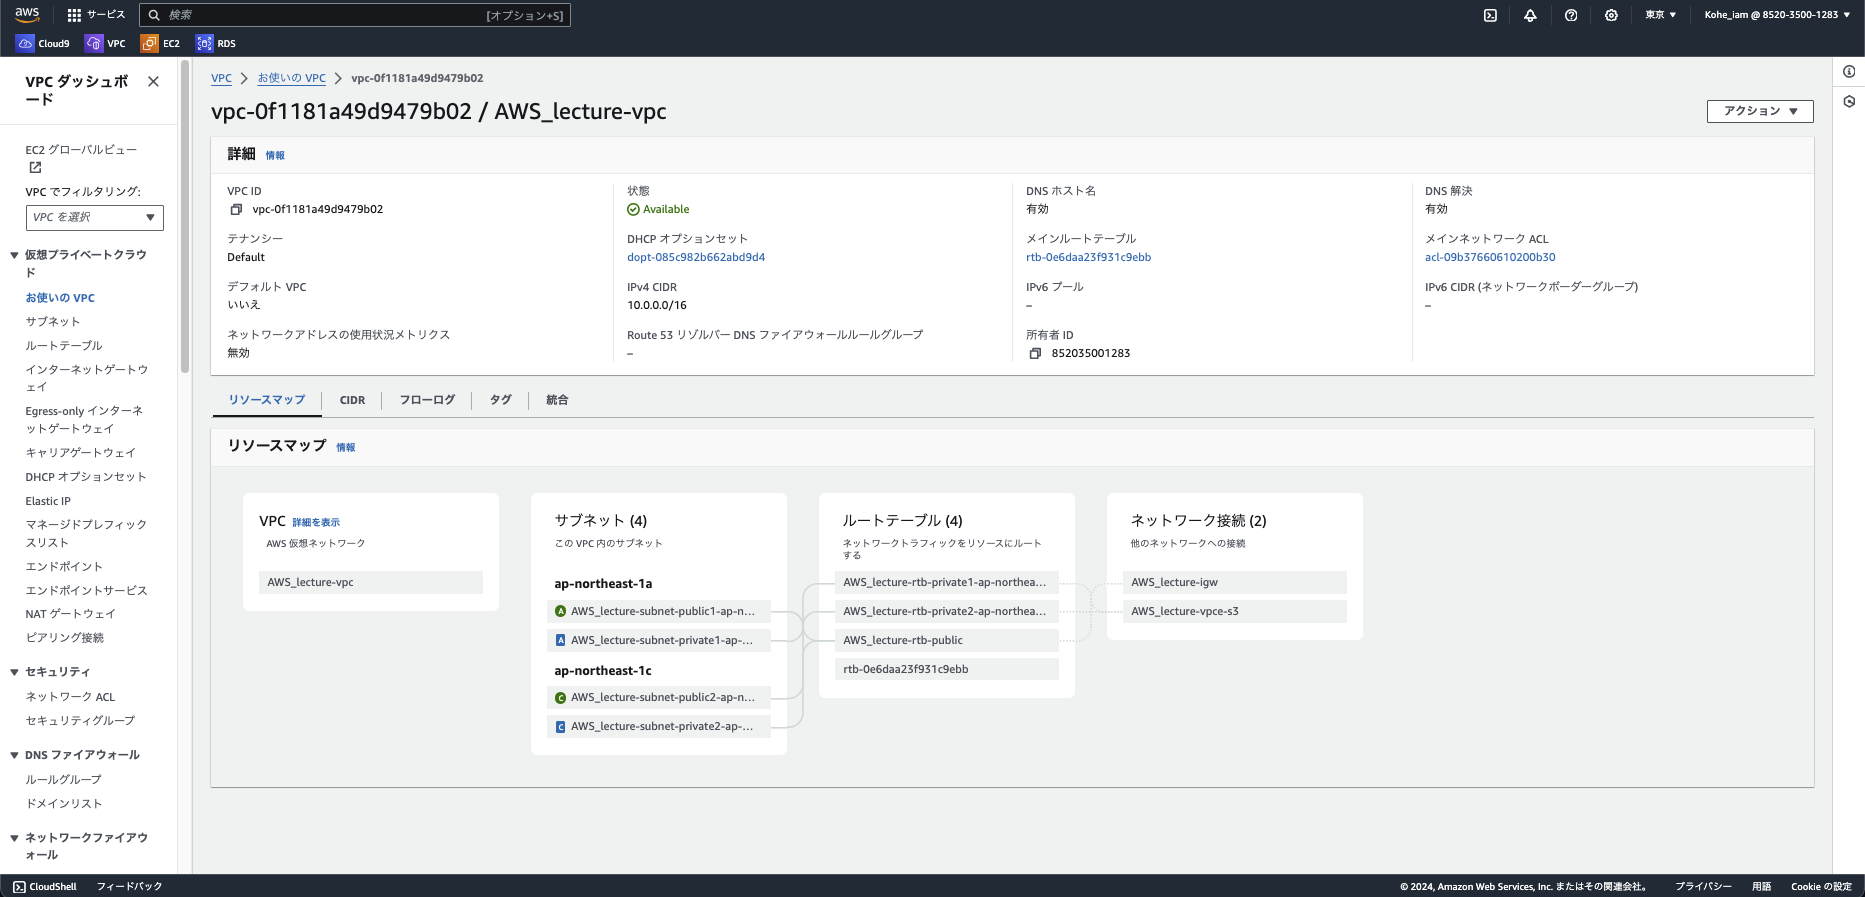 aws
サービス
検索
[オプション+S]
東京 ▼
Kohe_iam @ 8520-3500-1283 ▼
Cloud9
VPC
EC2
RDS
VPC ダッシュボ
ード
EC2 グローバルビュー
VPC でフィルタリング:
VPC を選択
仮想プライベートクラウ
ド
お使いの VPC
サブネット
ルートテーブル
インターネットゲートウ
ェイ
Egress-only インターネ
ットゲートウェイ
キャリアゲートウェイ
DHCP オプションセット
Elastic IP
マネージドプレフィック
スリスト
エンドポイント
エンドポイントサービス
NAT ゲートウェイ
ピアリング接続
セキュリティ
ネットワーク ACL
セキュリティグループ
DNS ファイアウォール
ルールグループ
ドメインリスト
ネットワークファイアウ
ォール
VPC > お使いの VPC > vpc-0f1181a49d9479b02
vpc-0f1181a49d9479b02 / AWS_lecture-vpc
アクション ▼
詳細 情報
VPC ID
vpc-0f1181a49d9479b02
状態
Available
DNS ホスト名
有効
DNS 解決
有効
テナンシー
Default
DHCP オプションセット
dopt-085c982b662abd9d4
メインルートテーブル
rtb-0e6daa23f931c9ebb
メインネットワーク ACL
acl-09b37660610200b30
デフォルト VPC
いいえ
IPv4 CIDR
10.0.0.0/16
IPv6 プール
–
IPv6 CIDR (ネットワークボーダーグループ)
–
ネットワークアドレスの使用状況メトリクス
無効
Route 53 リゾルバー DNS ファイアウォールルールグループ
–
所有者 ID
852035001283
リソースマップ
CIDR
フローログ
タグ
統合
リソースマップ 情報
VPC 詳細を表示
AWS 仮想ネットワーク
AWS_lecture-vpc
サブネット (4)
この VPC 内のサブネット
ap-northeast-1a
A AWS_lecture-subnet-public1-ap-n...
A AWS_lecture-subnet-private1-ap-...
ap-northeast-1c
C AWS_lecture-subnet-public2-ap-n...
C AWS_lecture-subnet-private2-ap-...
ルートテーブル (4)
ネットワークトラフィックをリソースにルート
する
AWS_lecture-rtb-private1-ap-northea...
AWS_lecture-rtb-private2-ap-northea...
AWS_lecture-rtb-public
rtb-0e6daa23f931c9ebb
ネットワーク接続 (2)
他のネットワークへの接続
AWS_lecture-igw
AWS_lecture-vpce-s3
CloudShell
フィードバック
© 2024, Amazon Web Services, Inc. またはその関連会社。
プライバシー
用語
Cookie の設定